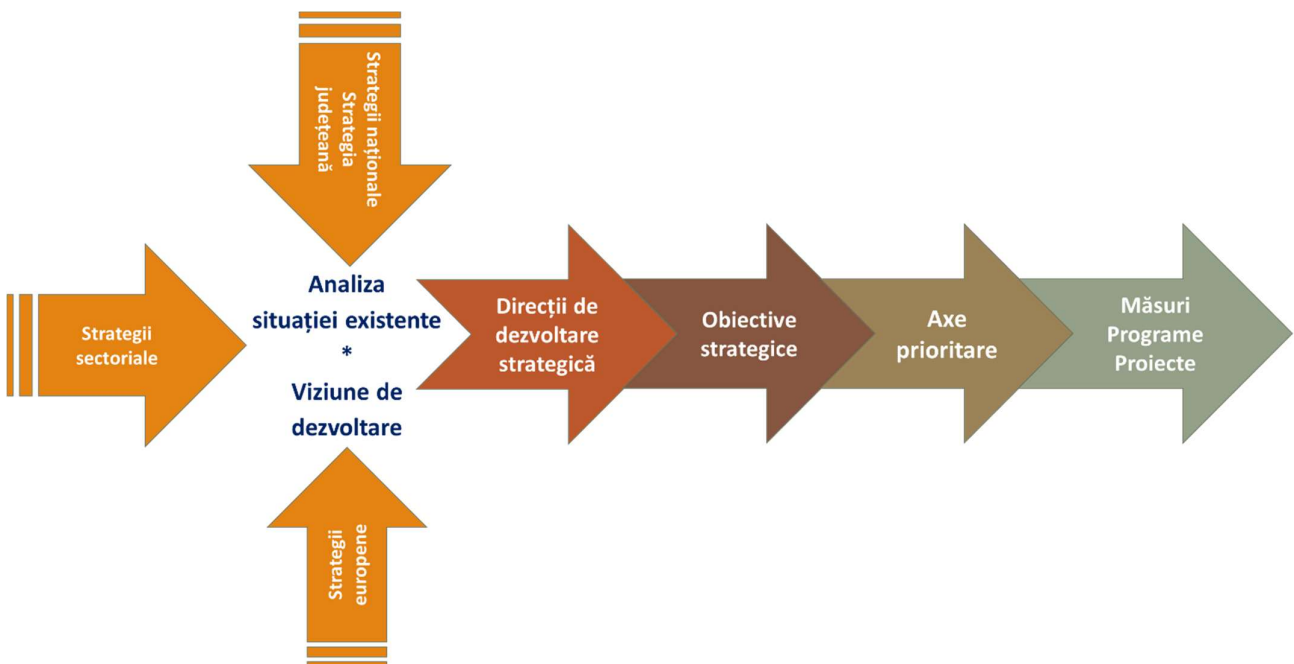 Strategii naționale
Strategia
județeană
Strategii
sectoriale
Analiza
situației existente
*
Viziune de
dezvoltare
Strategii
europene
Direcții de
dezvoltare
strategică
Obiective
strategice
Axe
prioritare
Măsuri
Programe
Proiecte